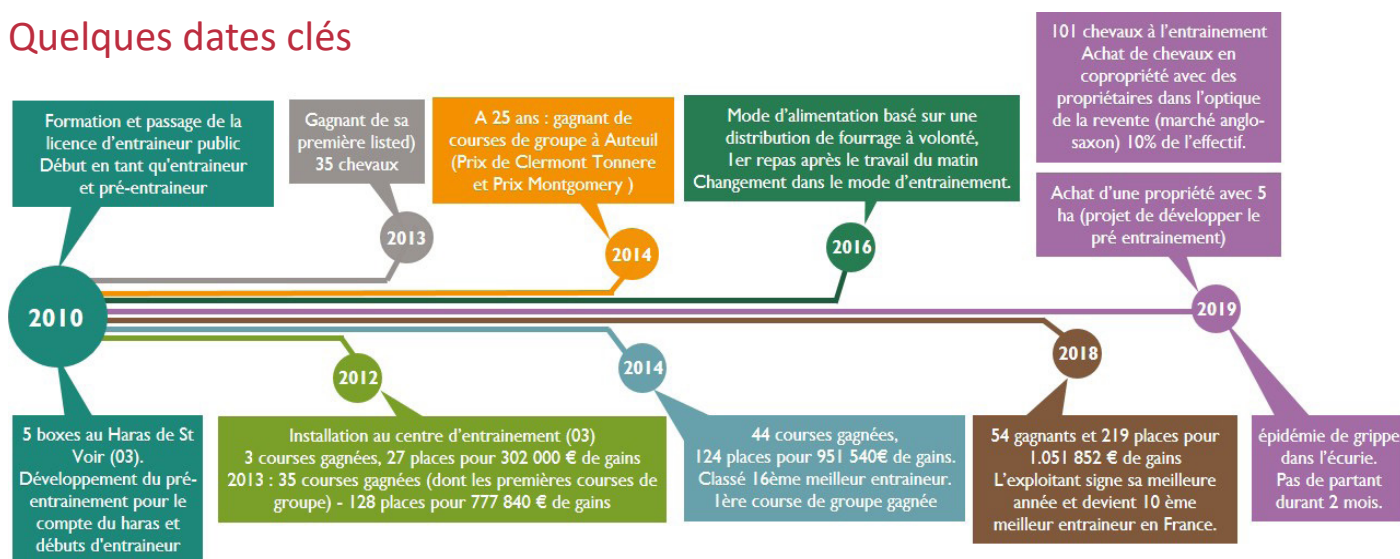 Quelques dates clés
Formation et passage de la
licence d'entraineur public
Début en tant qu'entraineur
et pré-entraineur
Gagnant de sa
première listed)
35 chevaux
A 25 ans : gagnant de
courses de groupe à Auteuil
(Prix de Clermont Tonnere
et Prix Montgomery )
Mode d'alimentation basé sur une
distribution de fourrage à volonté,
1er repas après le travail du matin
Changement dans le mode d'entrainement.
101 chevaux à l'entrainement
Achat de chevaux en
copropriété avec des
propriétaires dans l'optique
de la revente (marché anglo-
saxon) 10% de l'effectif.
Achat d'une propriété avec 5
ha (projet de développer le
pré entrainement)
2013
2014
2016
2010
2019
2012
2014
2018
5 boxes au Haras de St
Voir (03).
Développement du pré-
entrainement pour le
compte du haras et
débuts d'entraineur
Installation au centre d'entrainement (03)
3 courses gagnées, 27 places pour 302 000 € de gains
2013 : 35 courses gagnées (dont les premières courses de
groupe) - 128 places pour 777 840 € de gains
44 courses gagnées,
124 places pour 951 540€ de gains.
Classé 16ème meilleur entraineur.
1ère course de groupe gagnée
54 gagnants et 219 places pour
1.051 852 € de gains
L'exploitant signe sa meilleure
année et devient 10 ème
meilleur entraineur en France.
épidémie de grippe
dans l'écurie.
Pas de partant
durant 2 mois.